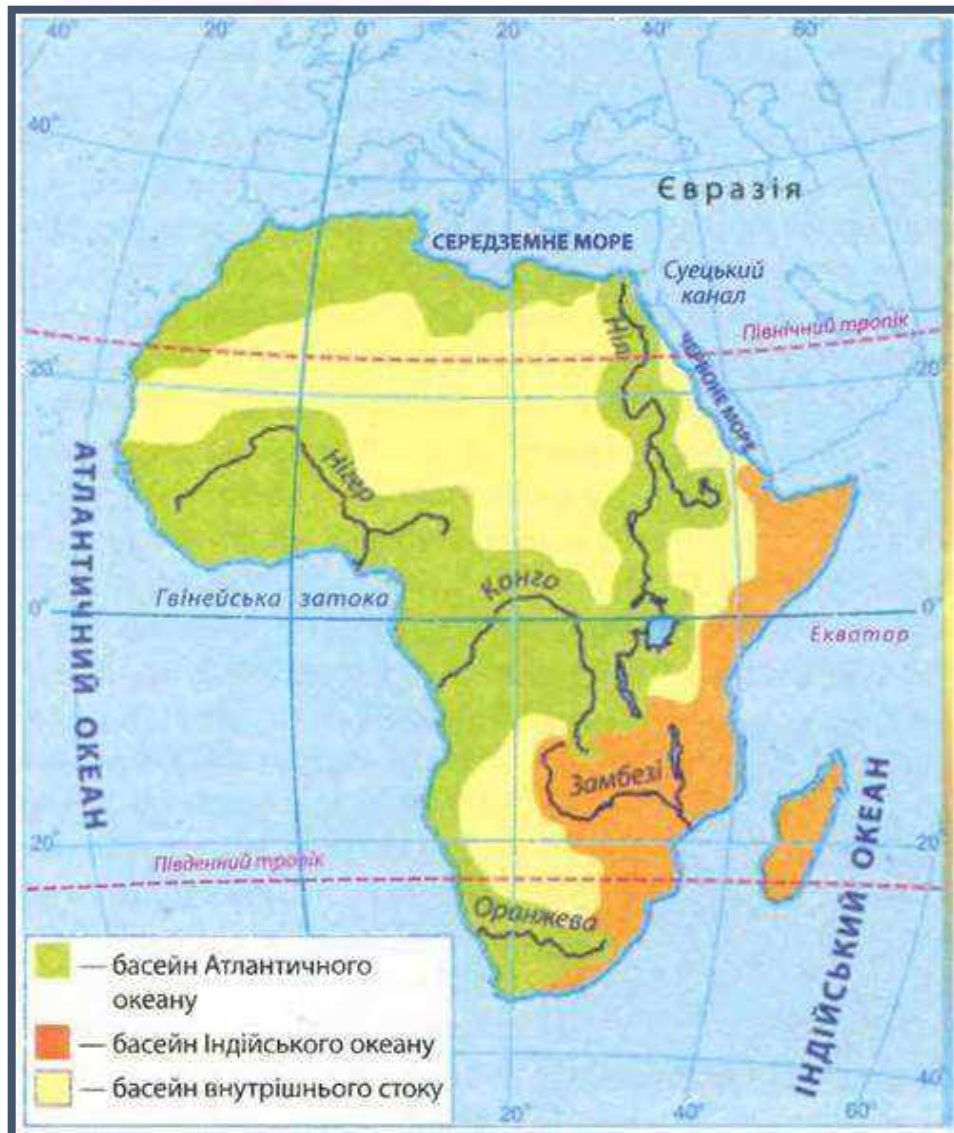 40°
20°
0°
20°
40°
60°
40°
Євразія
СЕРЕДЗЕМНЕ МОРЕ
Суецький
канал
Північний тропік
Ніл
ЧЕРВОНЕ МОРЕ
20°
20°
АТЛАНТИЧНИЙ ОКЕАН
Нігер
Конго
Гвінейська затока
0°
0°
Екватор
Замбезі
ІНДІЙСЬКИЙ ОКЕАН
20°
Південний тропік
Оранжева
— басейн Атлантичного
океану
— басейн Індійського океану
— басейн внутрішнього стоку
20°
40°
60°
40°